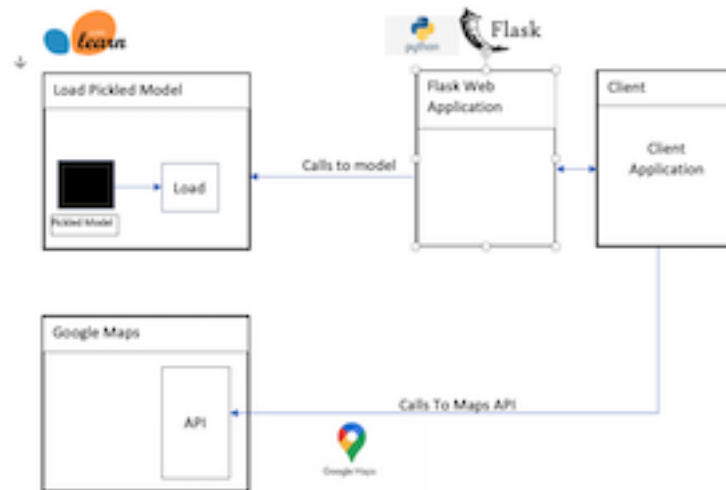 learn
python
Flask
Load Pickled Model
Flask Web
Application
Client
Client
Application
Calls to model
Load
Pickled Model
Google Maps
API
Calls To Maps API
Google Maps